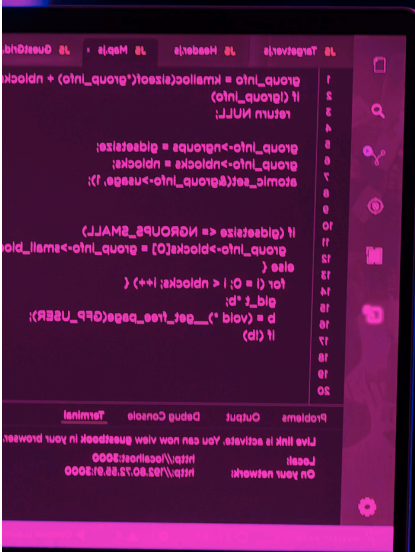 JS Targetver.js JS Header.js JS Map.js × JS GuestGrid.
1 group_info = kmalloc(sizeof(*group_info) + nblocks
2 if (!group_info)
3 return NULL;
4
5 group_info->ngroups = gidsetsize;
6 group_info->nblocks = nblocks;
7 atomic_set(&group_info->usage, 1);
8
9
10 if (gidsetsize <= NGROUPS_SMALL)
11 group_info->blocks[0] = group_info->small_bloc
12 else {
13 for (i = 0; i < nblocks; i++) {
14 gid_t *b;
15 b = (void *)__get_free_page(GFP_USER);
16 if (!b)
17
18
19
20
Problems Output Debug Console Terminal
Live link is activate. You can now view guestbook in your browser.
Local: http://localhost:3000
On your network: http://192.80.72.55.91:3000